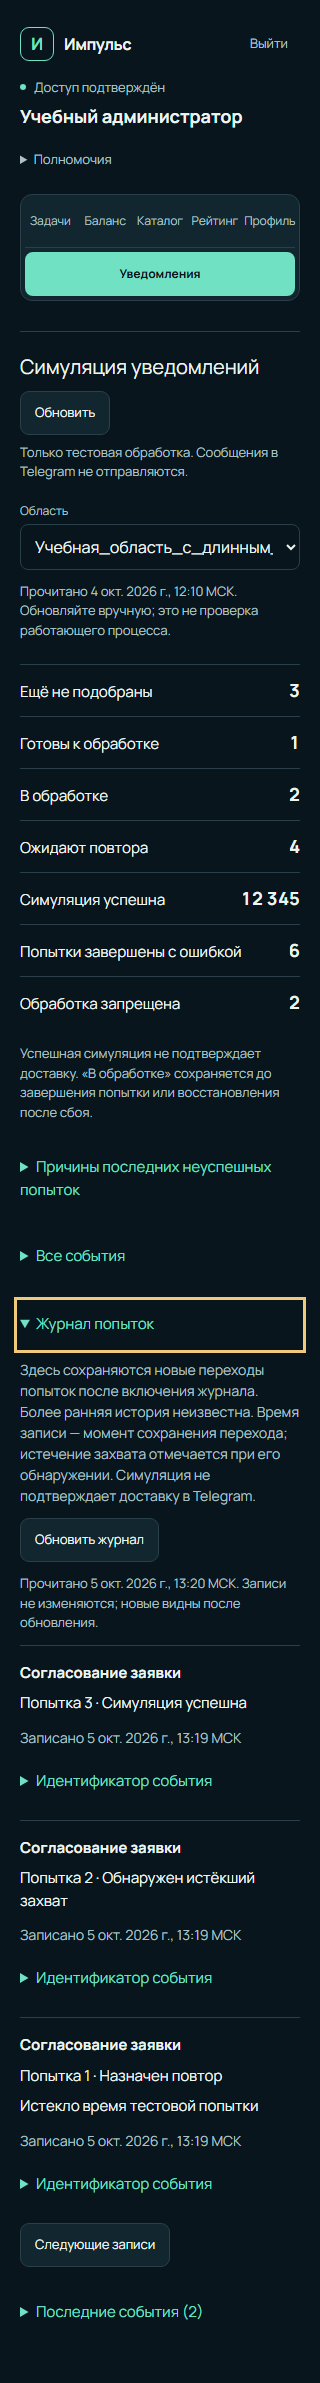 И Импульс Выйти
Доступ подтверждён
Учебный администратор
Полномочия
Задачи Баланс Каталог Рейтинг Профиль
Уведомления
Симуляция уведомлений
Обновить
Только тестовая обработка. Сообщения в
Telegram не отправляются.
Область
Учебная_область_с_длинным_
Прочитано 4 окт. 2026 г., 12:10 МСК.
Обновляйте вручную; это не проверка
работающего процесса.
Ещё не подобраны 3
Готовы к обработке 1
В обработке 2
Ожидают повтора 4
Симуляция успешна 12 345
Попытки завершены с ошибкой 6
Обработка запрещена 2
Успешная симуляция не подтверждает
доставку. «В обработке» сохраняется до
завершения попытки или восстановления
после сбоя.
Причины последних неуспешных
попыток
Все события
Журнал попыток
Здесь сохраняются новые переходы
попыток после включения журнала.
Более ранняя история неизвестна. Время
записи — момент сохранения перехода;
истечение захвата отмечается при его
обнаружении. Симуляция не
подтверждает доставку в Telegram.
Обновить журнал
Прочитано 5 окт. 2026 г., 13:20 МСК. Записи
не изменяются; новые видны после
обновления.
Согласование заявки
Попытка 3 · Симуляция успешна
Записано 5 окт. 2026 г., 13:19 МСК
Идентификатор события
Согласование заявки
Попытка 2 · Обнаружен истёкший
захват
Записано 5 окт. 2026 г., 13:19 МСК
Идентификатор события
Согласование заявки
Попытка 1 · Назначен повтор
Истекло время тестовой попытки
Записано 5 окт. 2026 г., 13:19 МСК
Идентификатор события
Следующие записи
Последние события (2)